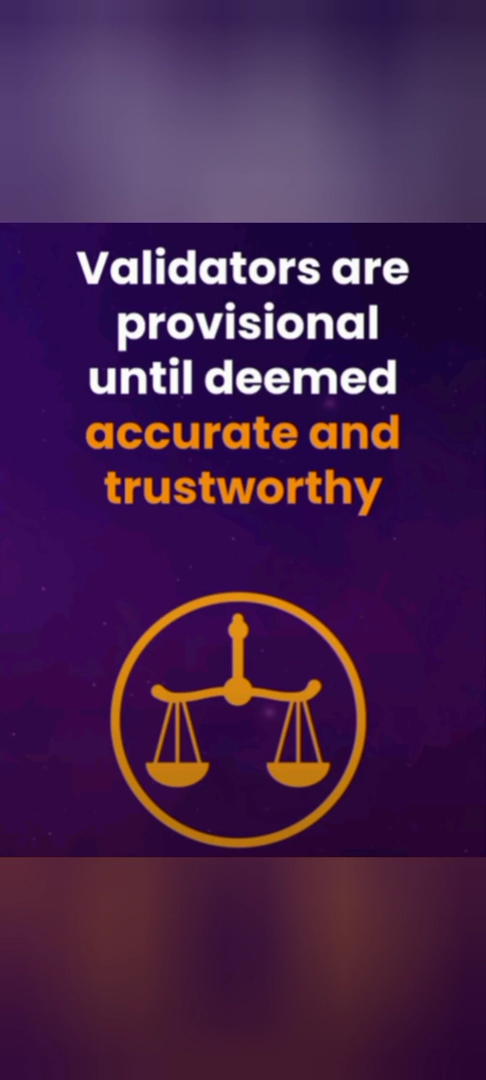 Validators are
provisional
until deemed
accurate and
trustworthy